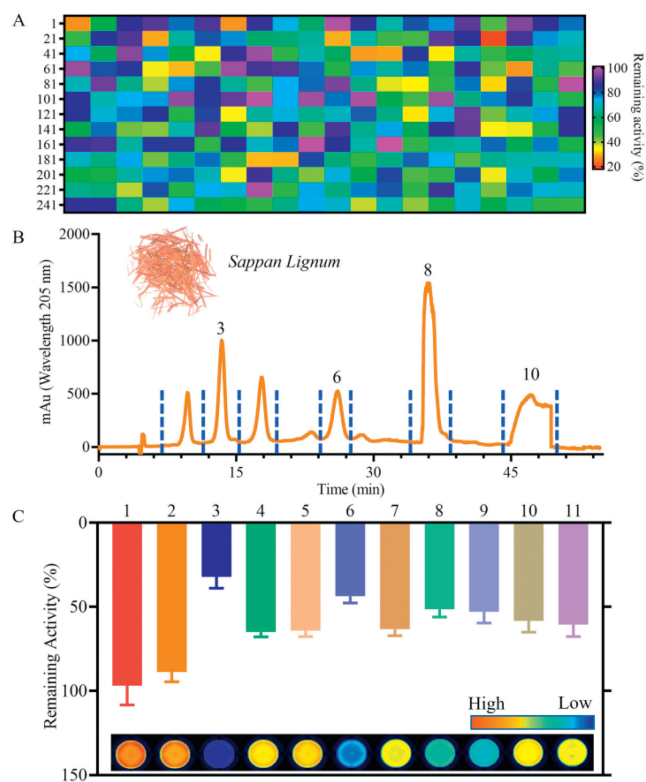 A
1
21
41
61
81
101
121
141
161
181
201
221
241
100
80
60
40
20
Remaining activity (%)
B
2000
1500
1000
500
0
mAu (Wavelength 205 nm)
Sappan Lignum
3
6
8
10
0 15 30 45
Time (min)
C
1 2 3 4 5 6 7 8 9 10 11
0
50
100
150
Remaining Activity (%)
High Low